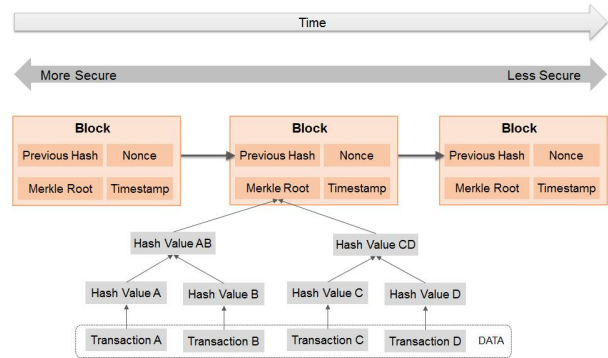 Time
More Secure Less Secure
Block Block Block
Previous Hash Nonce Previous Hash Nonce Previous Hash Nonce
Merkle Root Timestamp Merkle Root Timestamp Merkle Root Timestamp
Hash Value AB Hash Value CD
Hash Value A Hash Value B Hash Value C Hash Value D
Transaction A Transaction B Transaction C Transaction D DATA